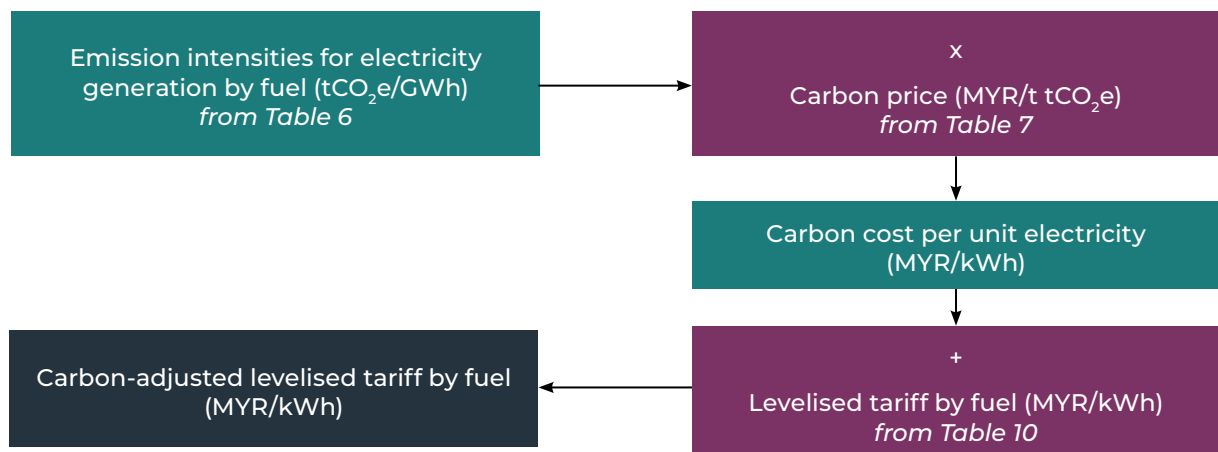 Emission intensities for electricity
generation by fuel (tCO₂e/GWh)
from Table 6
x
Carbon price (MYR/t tCO₂e)
from Table 7
Carbon cost per unit electricity
(MYR/kWh)
+
Levelised tariff by fuel (MYR/kWh)
from Table 10
Carbon-adjusted levelised tariff by fuel
(MYR/kWh)